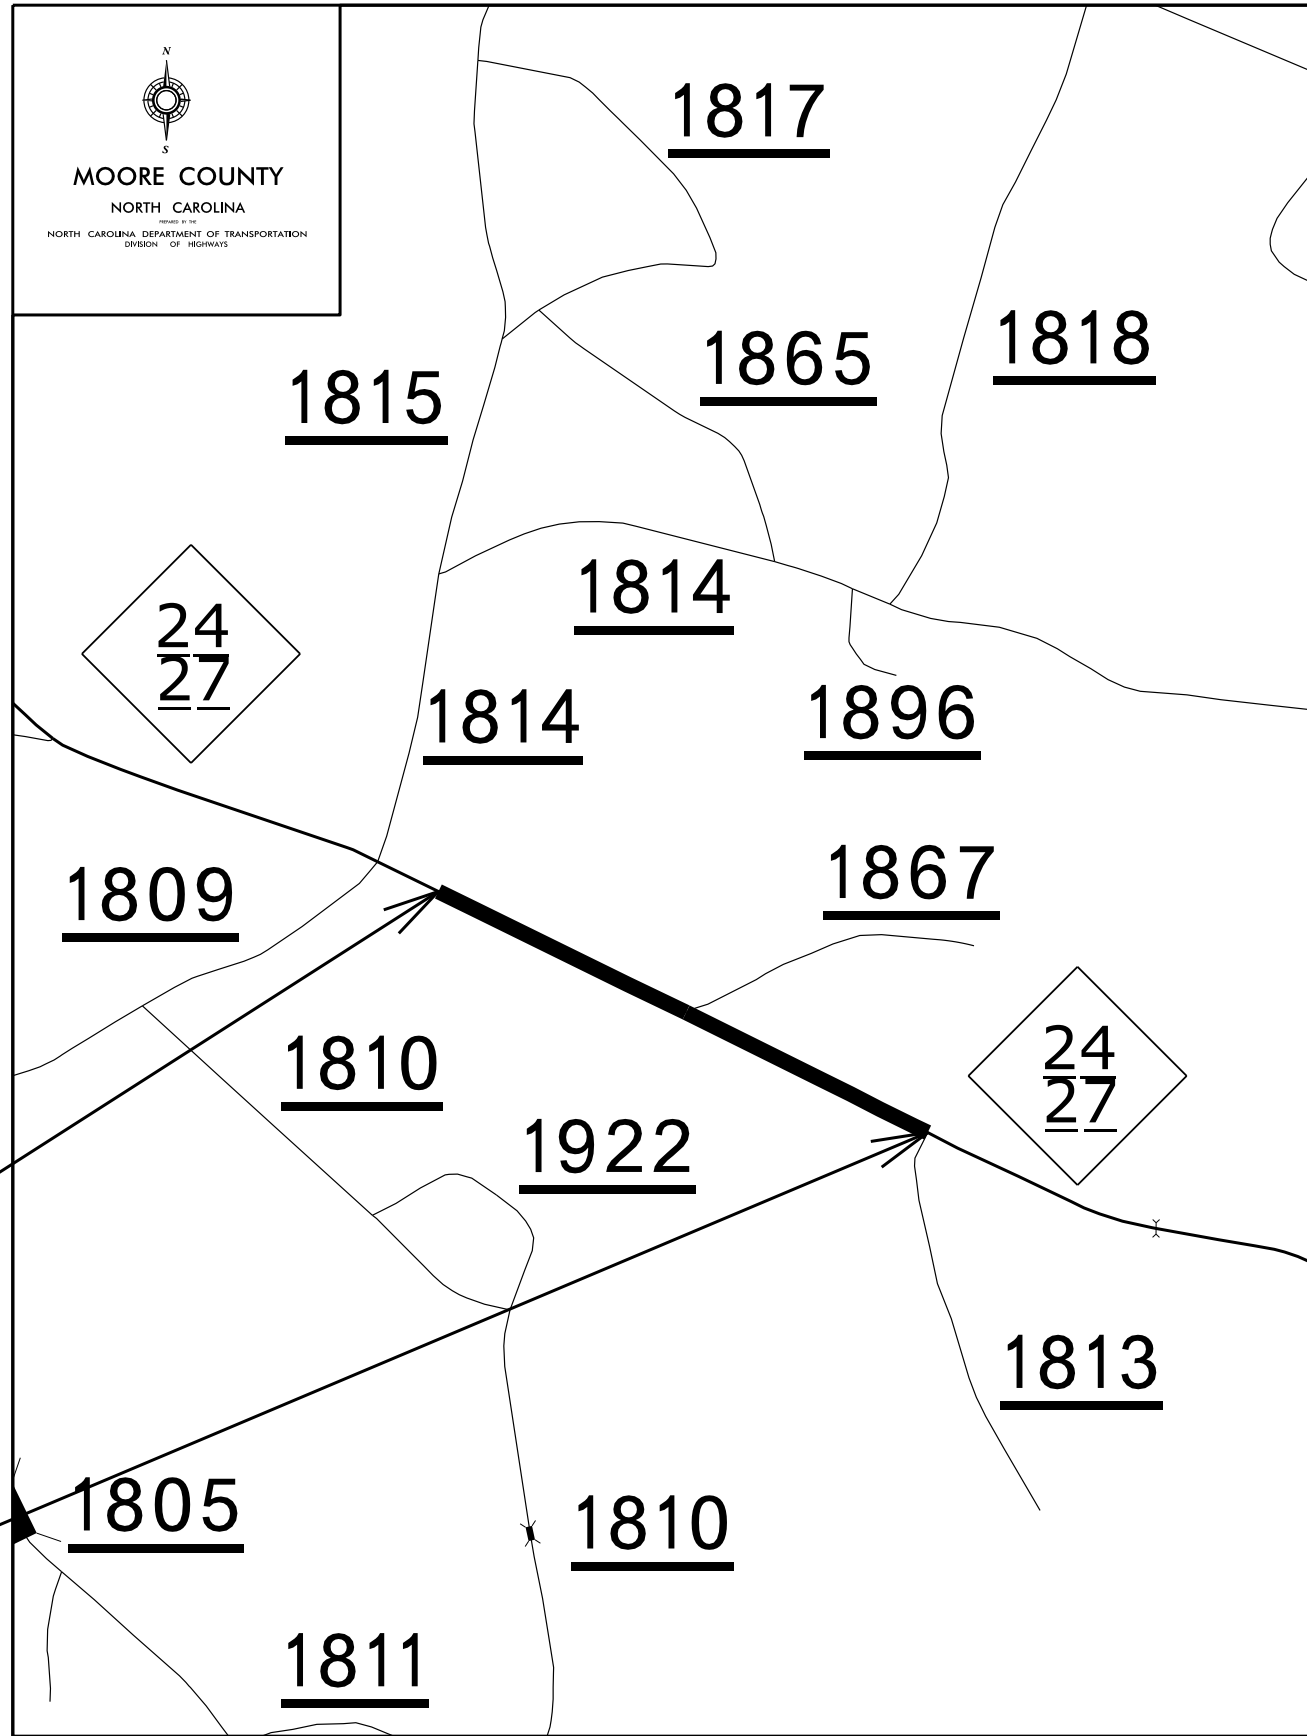 N
S
MOORE COUNTY
NORTH CAROLINA
PREPARED BY THE
NORTH CAROLINA DEPARTMENT OF TRANSPORTATION
DIVISION OF HIGHWAYS
1817
1818
1865
1815
1814
24
27
1814
1896
1867
1809
1810
24
27
1922
1813
1805
1810
1811